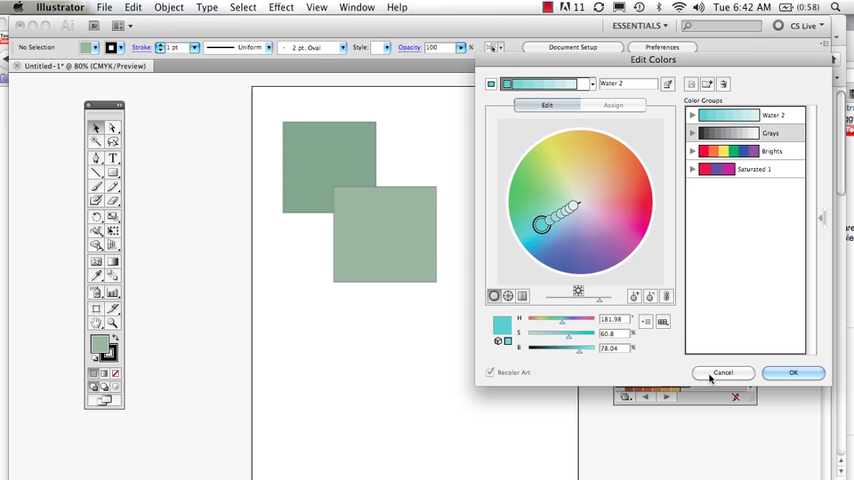 Illustrator File Edit Object Type Select Effect View Window Help
11 Tue 6:42 AM (0:58)
Ai ESSENTIALS CS Live
No Selection Stroke: 1 pt Uniform 2 pt. Oval Style: Opacity: 100 % Document Setup Preferences
Untitled-1* @ 80% (CMYK/Preview)
Edit Colors
Water 2
Edit Assign
Color Groups
Water 2
Grays
Brights
Saturated 1
H 181.98 °
S 60.8 %
B 78.04 %
Recolor Art
Cancel OK